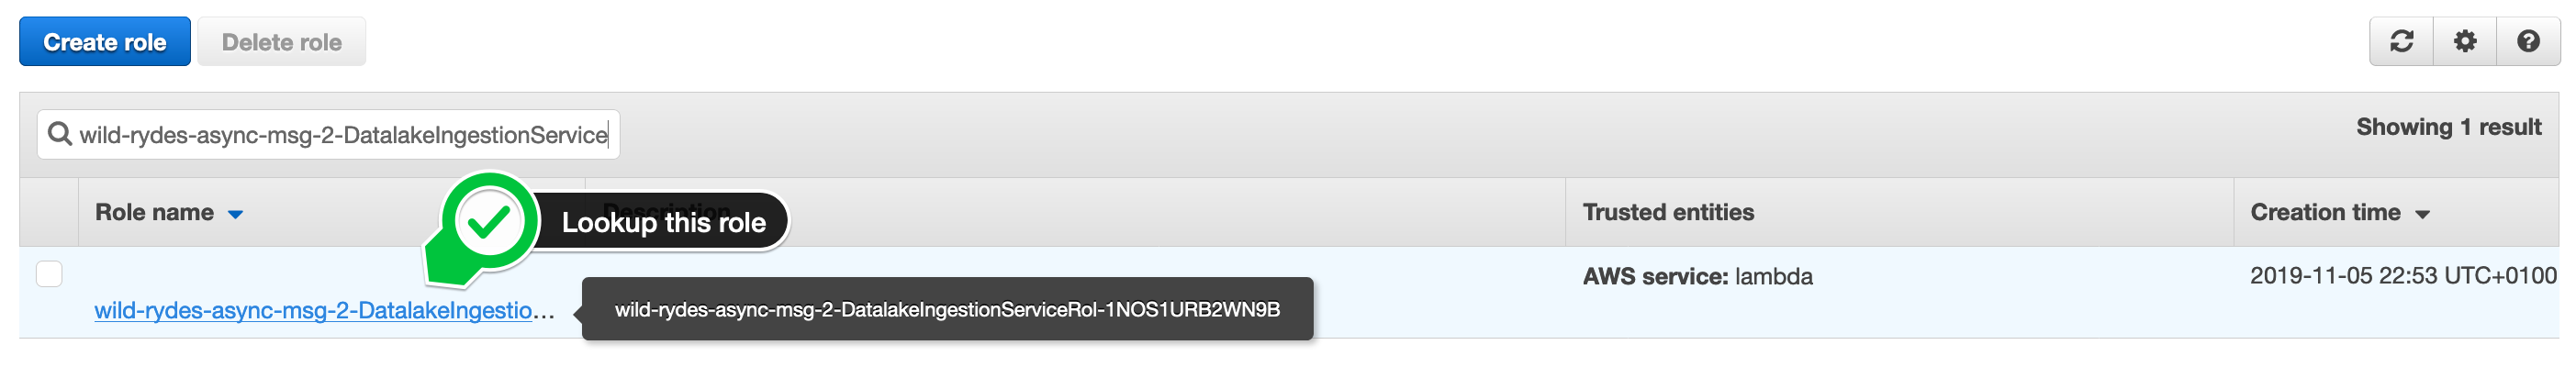 Create role Delete role
wild-rydes-async-msg-2-DatalakeIngestionService
Showing 1 result
Role name Description Trusted entities Creation time
Lookup this role
AWS service: lambda 2019-11-05 22:53 UTC+0100
wild-rydes-async-msg-2-DatalakeIngestio... wild-rydes-async-msg-2-DatalakeIngestionServiceRol-1NOS1URB2WN9B